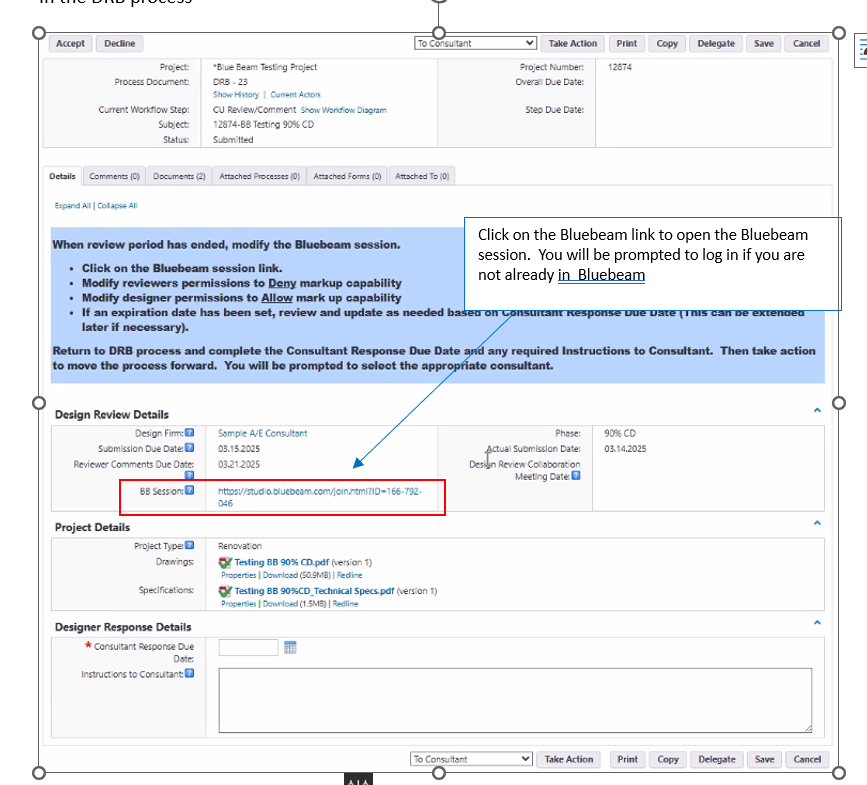 in the DRB process
Accept Decline To Consultant Take Action Print Copy Delegate Save Cancel
Project: *Blue Beam Testing Project Project Number: 12874
Process Document: DRB - 23 Overall Due Date:
Show History | Current Actors
Current Workflow Step: CU Review/Comment Show Workflow Diagram Step Due Date:
Subject: 12874-BB Testing 90% CD
Status: Submitted
Details Comments (0) Documents (2) Attached Processes (0) Attached Forms (0) Attached To (0)
Expand All | Collapse All
Click on the Bluebeam link to open the Bluebeam
session. You will be prompted to log in if you are
not already in Bluebeam
When review period has ended, modify the Bluebeam session.
• Click on the Bluebeam session link.
• Modify reviewers permissions to Deny markup capability
• Modify designer permissions to Allow mark up capability
• If an expiration date has been set, review and update as needed based on Consultant Response Due Date (This can be extended
later if necessary).
Return to DRB process and complete the Consultant Response Due Date and any required Instructions to Consultant. Then take action
to move the process forward. You will be prompted to select the appropriate consultant.
Design Review Details
Design Firm: Sample A/E Consultant Phase: 90% CD
Submission Due Date: 03.15.2025 Actual Submission Date: 03.14.2025
Reviewer Comments Due Date: 03.21.2025 Design Review Collaboration
Meeting Date:
BB Session: https://studio.bluebeam.com/join.html?ID=166-792-
046
Project Details
Project Type: Renovation
Drawings: Testing BB 90% CD.pdf (version 1)
Properties | Download (50.9MB) | Redline
Specifications: Testing BB 90%CD_Technical Specs.pdf (version 1)
Properties | Download (1.5MB) | Redline
Designer Response Details
* Consultant Response Due
Date:
Instructions to Consultant:
To Consultant Take Action Print Copy Delegate Save Cancel